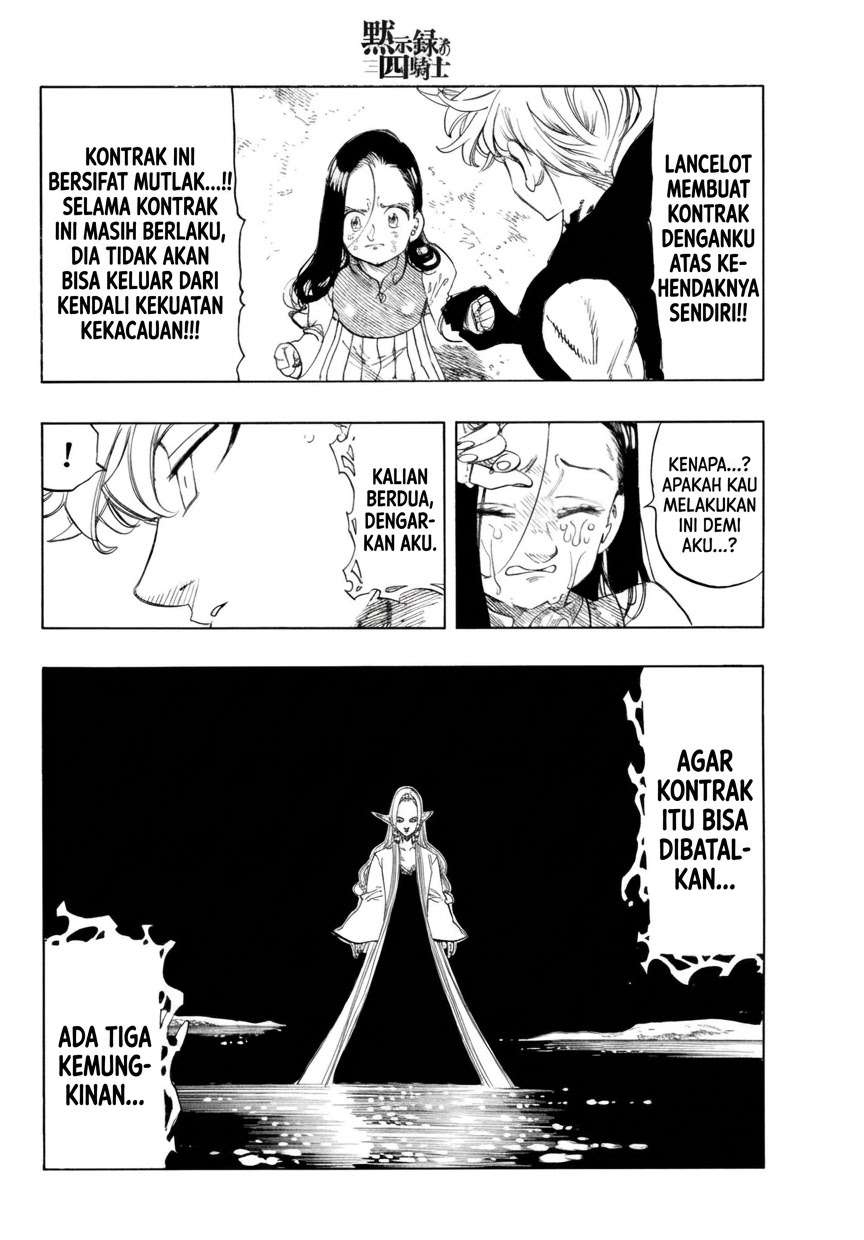 黙示録の
四騎士
LANCELOT
MEMBUAT
KONTRAK
DENGANKU
ATAS KE-
HENDAKNYA
SENDIRI!!
KONTRAK INI
BERSIFAT MUTLAK...!!
SELAMA KONTRAK
INI MASIH BERLAKU,
DIA TIDAK AKAN
BISA KELUAR DARI
KENDALI KEKUATAN
KEKACAUAN!!!
KENAPA...?
APAKAH KAU
MELAKUKAN
INI DEMI
AKU...?
KALIAN
BERDUA,
DENGAR-
KAN AKU.
!
AGAR
KONTRAK
ITU BISA
DIBATAL-
KAN...
ADA TIGA
KEMUNG-
KINAN...